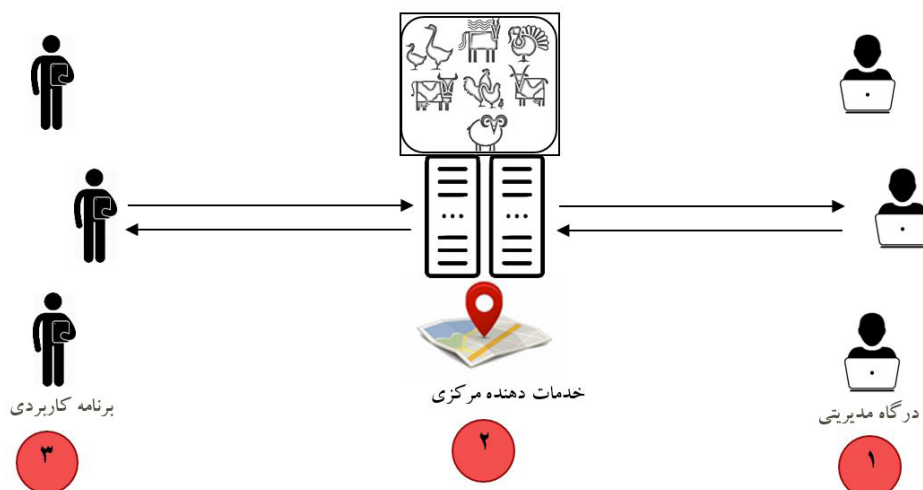 درگاه مدیریتی
۱
خدمات دهنده مرکزی
۲
برنامه کاربردی
۳